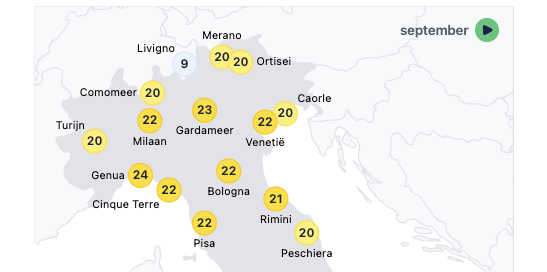 september
Merano
Livigno
9
20
20
Ortisei
Comomeer
20
Caorle
20
23
Gardameer
22
Milaan
22
Venetië
Turijn
20
Genua
24
22
Bologna
Cinque Terre
22
21
Rimini
22
Pisa
20
Peschiera